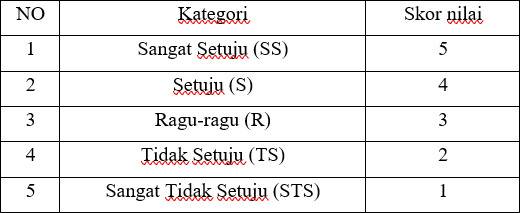 NO Kategori Skor nilai
1 Sangat Setuju (SS) 5
2 Setuju (S) 4
3 Ragu-ragu (R) 3
4 Tidak Setuju (TS) 2
5 Sangat Tidak Setuju (STS) 1